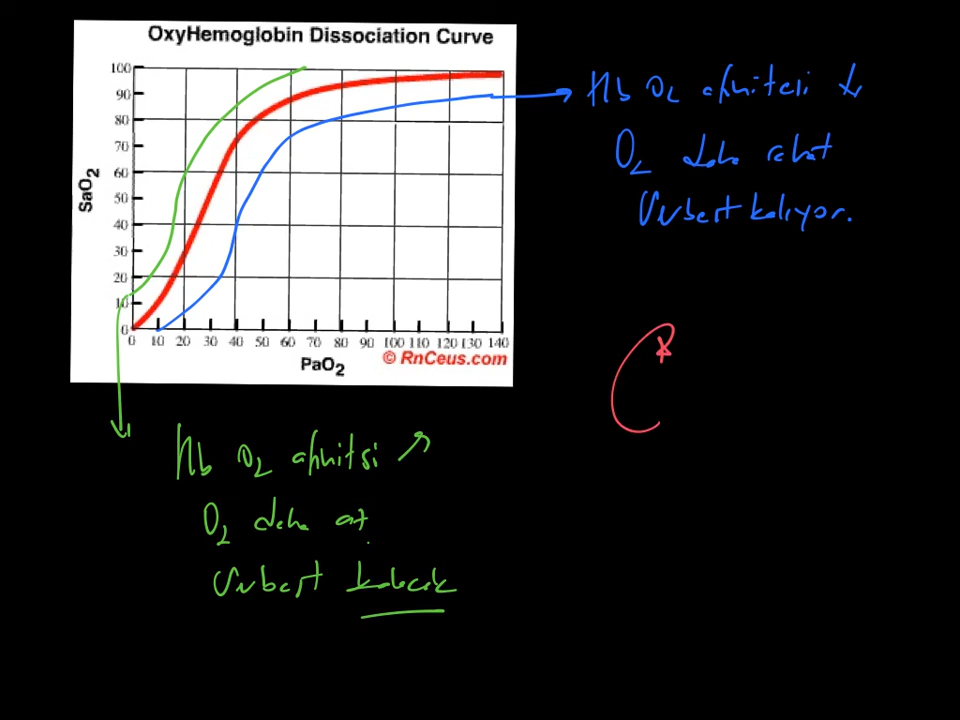 OxyHemoglobin Dissociation Curve
SaO2
100
90
80
70
60
50
40
30
20
10
0
0 10 20 30 40 50 60 70 80 90 100 110 120 130 140
PaO2
© RnCeus.com
Hb O2 afinitesi ↓
O2 daha rahat
serbest kalıyor.
Hb O2 afinitsi ↗
O2 daha az
serbest kalacak